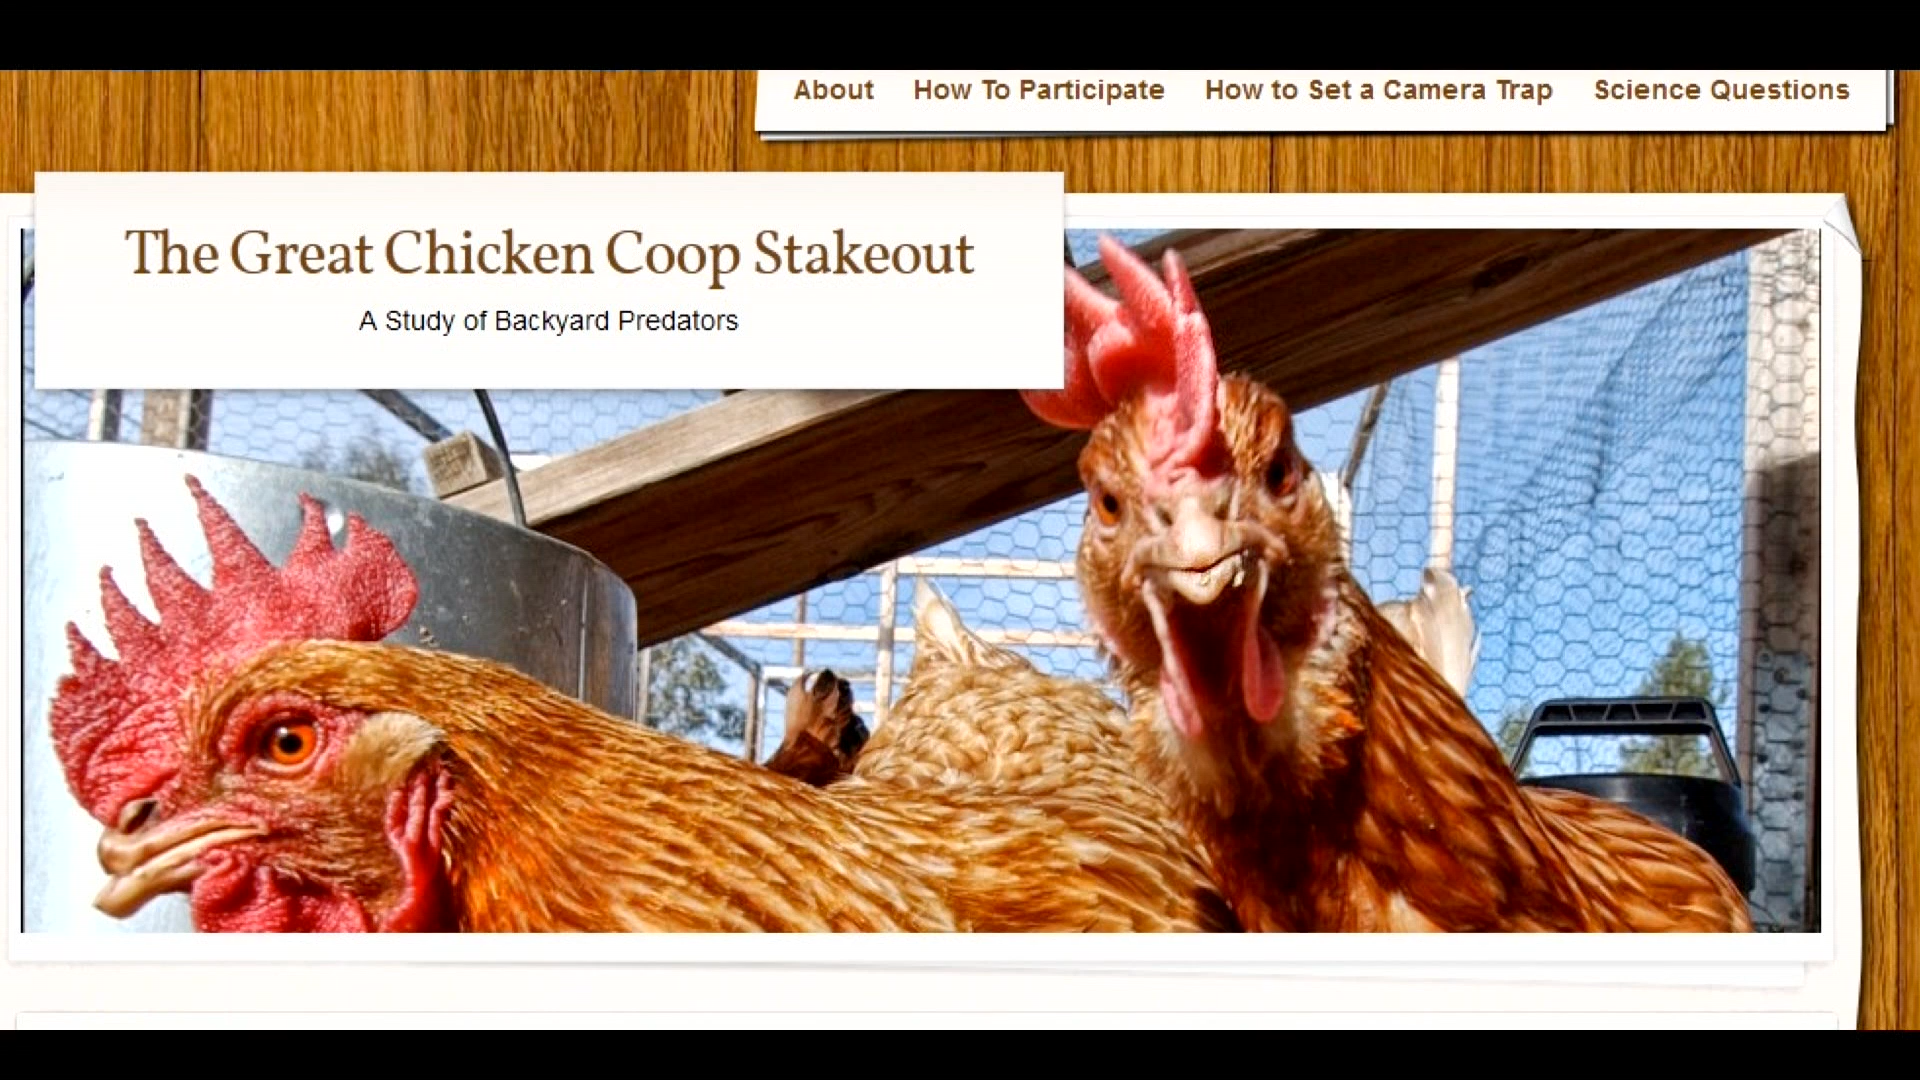 About How To Participate How to Set a Camera Trap Science Questions
The Great Chicken Coop Stakeout
A Study of Backyard Predators